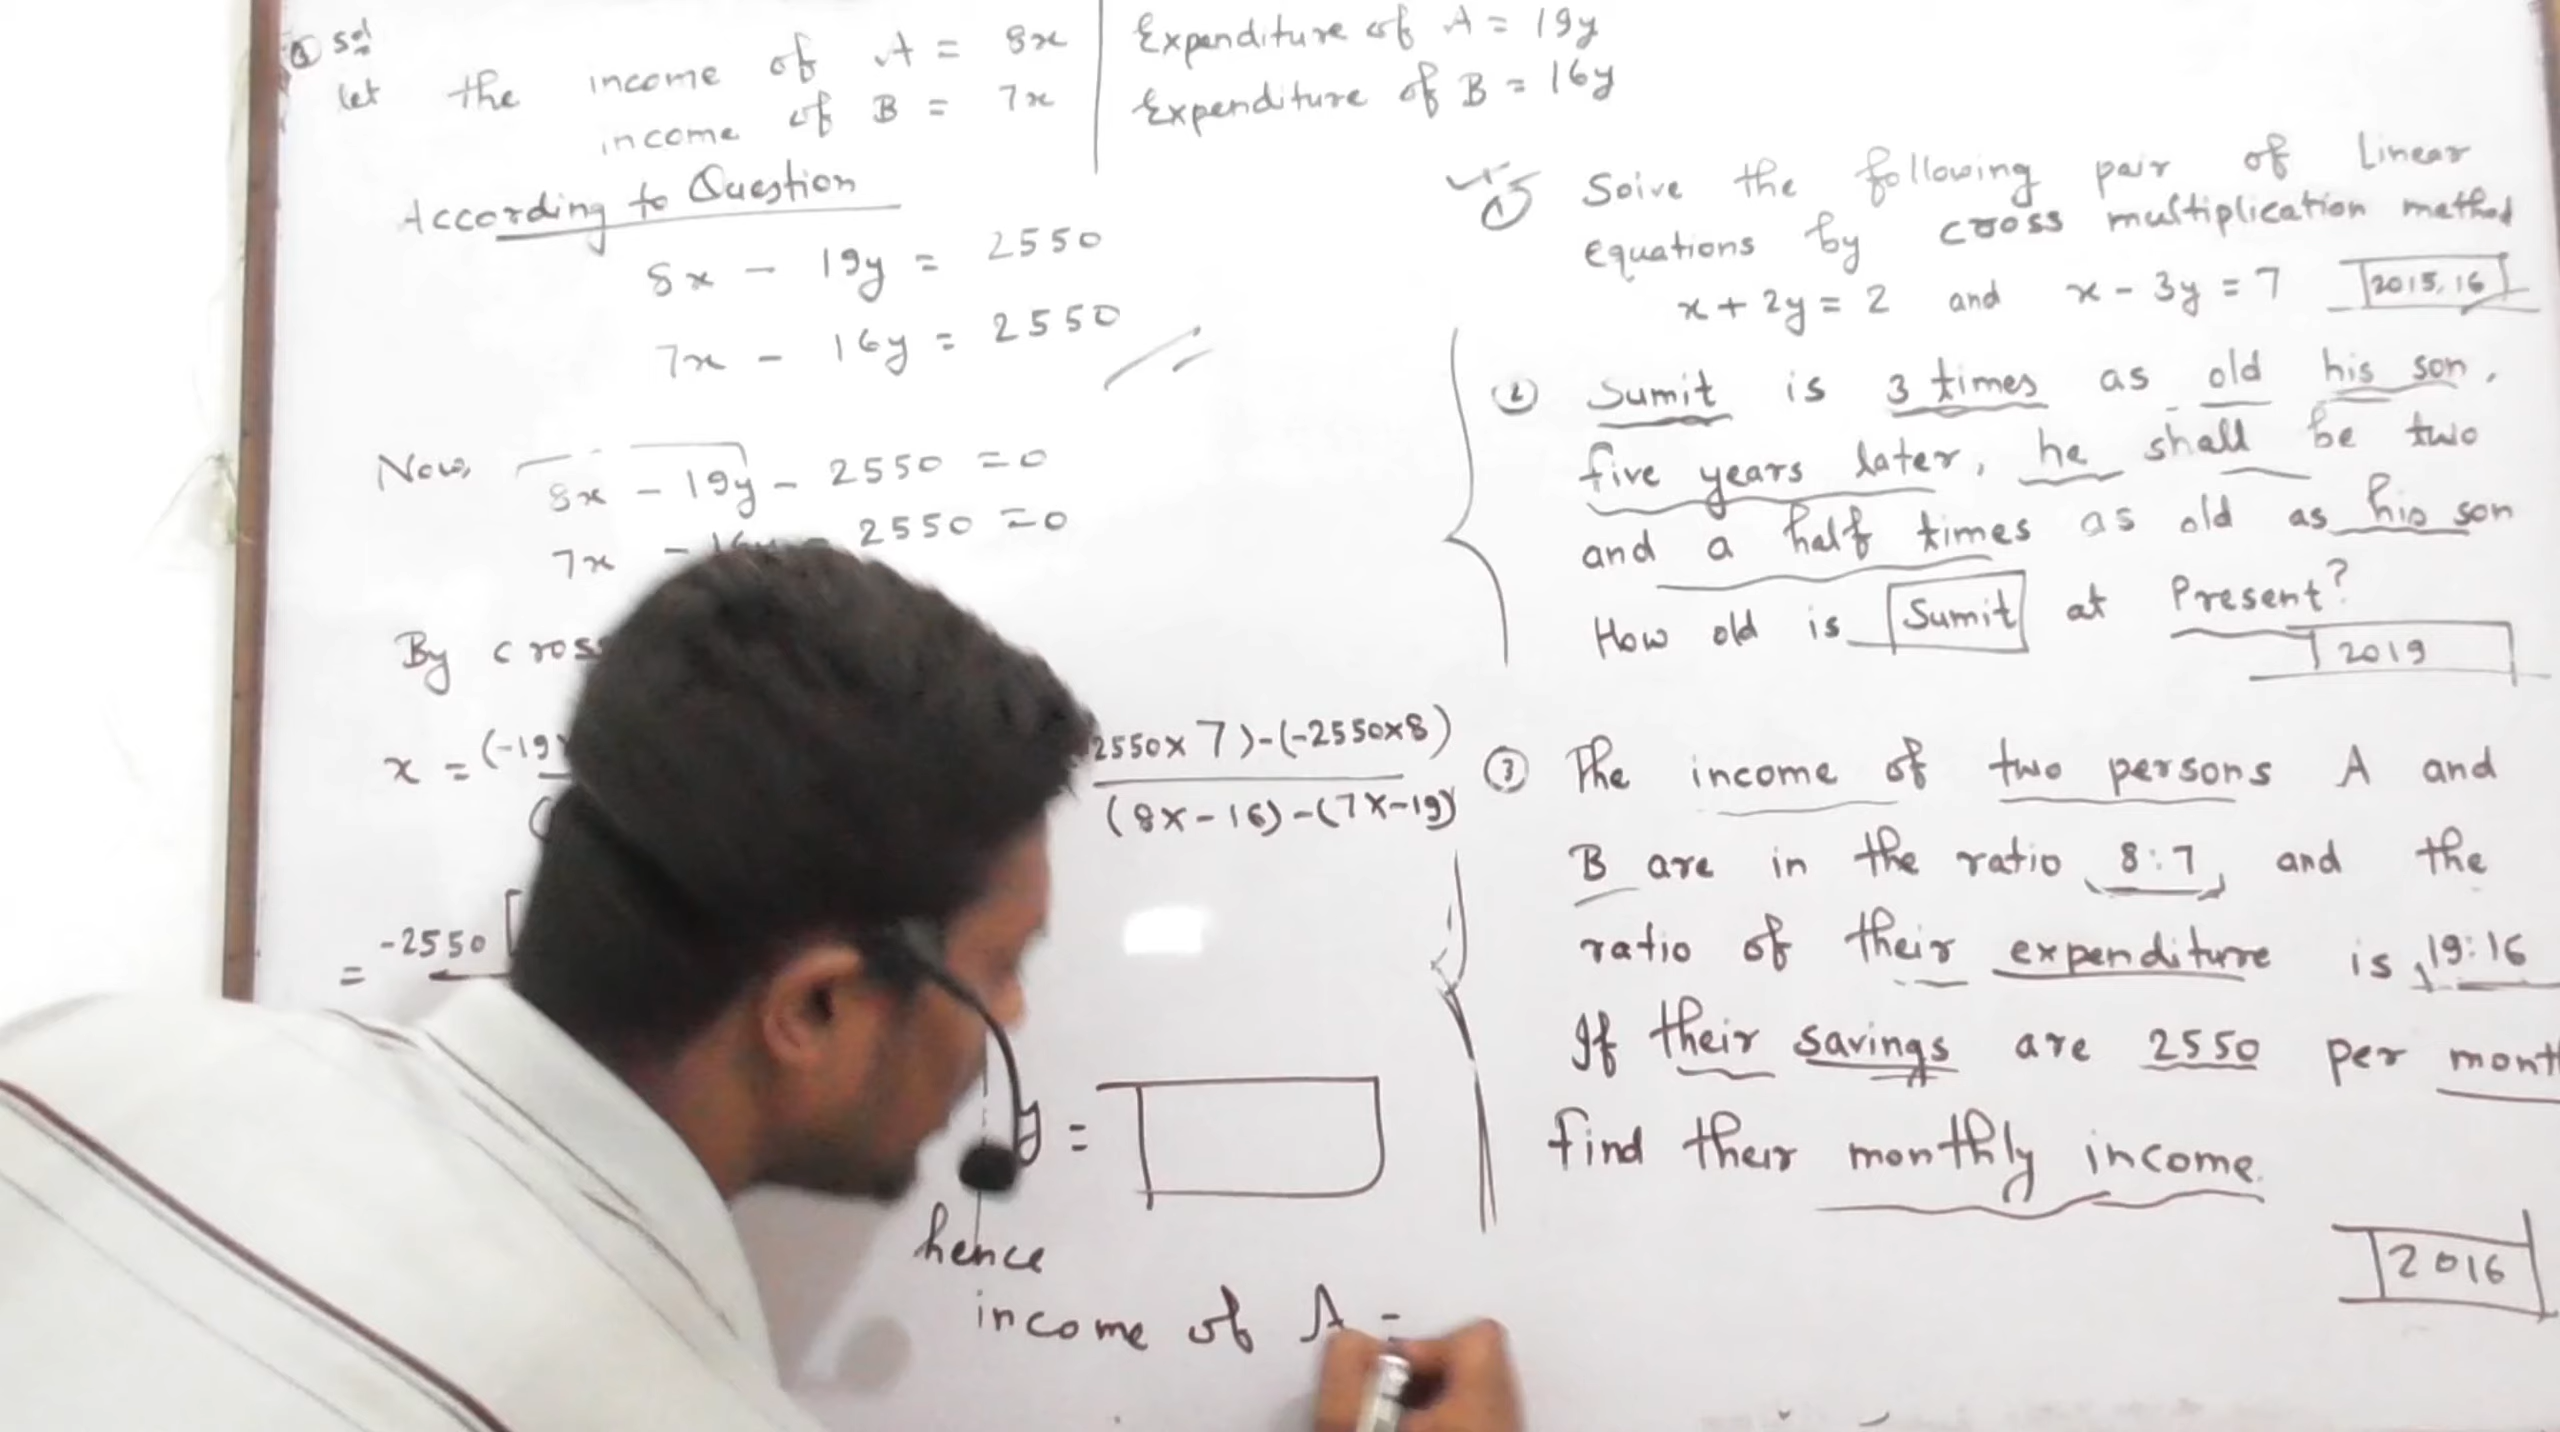 ③ Sol
let the income of A = 8x
income of B = 7x
Expenditure of A = 19y
Expenditure of B = 16y
According to Question
8x - 19y = 2550
7x - 16y = 2550
Now, 8x - 19y - 2550 =0
7x - 16y - 2550 =0
By cross
x = (-19
2550×7)-(-2550×8)
(8×-16)-(7×-19)
= -2550 [
y =
hence
income of A =
① Solve the following pair of Linear
equations by cross multiplication method
x + 2y = 2 and x - 3y = 7 2015,16
② Sumit is 3 times as old his son,
five years later, he shall be two
and a half times as old as his son
How old is Sumit at Present?
2019
③ The income of two persons A and
B are in the ratio 8:7 and the
ratio of their expenditure is 19:16
If their savings are 2550 per mont
find their monthly income.
2016